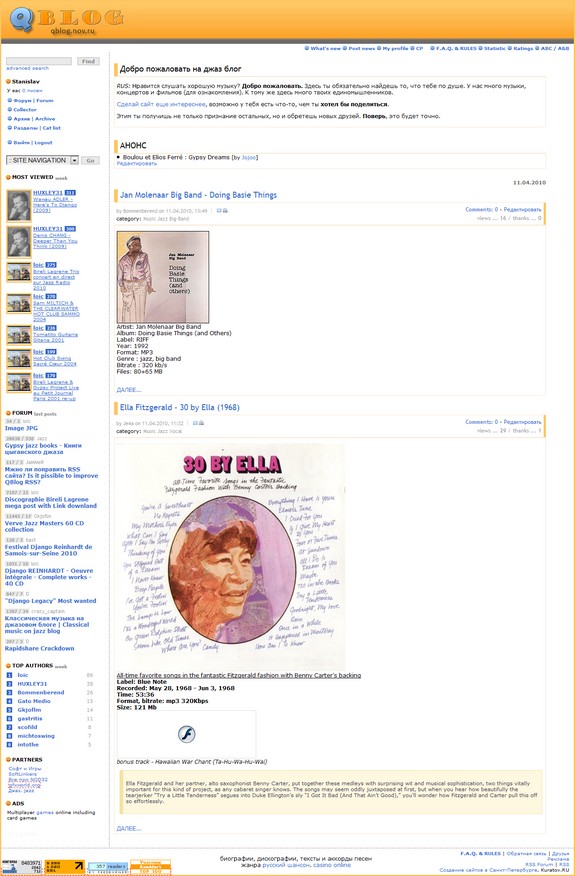 QBLOG
qblog.nov.ru
What's new Post news My profile CP F.A.Q. & RULES Statistic Ratings ABC / A&B
Find
advanced search
Stanislav
У вас 0 писем
Форум | Forum
Collector
Архив | Archive
Разделы | Cat list
Выйти | Logout
:: SITE NAVIGATION Go
MOST VIEWED week
HUXLEY31
Wanau ADLER - Here's To Django (2009)
HUXLEY31
Denis CHANG - Deeper Than You Think (2009)
loic
Bireli Lagrene Trio concert en direct sur Jazz Radio 2010
loic
Sam MILTICH & THE CLEARWATER HOT CLUB SAMMO 2004
loic
Tomatito Guitarra Gitana 2001
loic
Hot Club Swing Sacré Cœur 2004
loic
Bireli Lagrene & Gypsy Project Live au Petit Journal Paris 2001 re-up
FORUM last posts
Image JPG
Gypsy jazz books - Книги
цыганского джаза
Мжно ли поправить RSS
сайта? Is it pissible to improve
QBlog RSS?
Discographie Bireli Lagrene
mega post with Link downland
Verve Jazz Masters 60 CD
collection
Festival Django Reinhardt de
Samois-sur-Seine 2010
Django REINHARDT - Oeuvre
intégrale - Complete works -
40 CD
"Django Legacy" Most wanted
Классическая музыка на
джазовом блоге | Classical
music on jazz blog
Rapidshare Crackdown
TOP AUTHORS week
1 loic 86
2 HUXLEY31 35
3 Bommenberend 26
4 Gato Medio 15
5 Gkjoflm 14
6 gastritis 11
7 scofild 8
8 michtoswing 7
9 intothe 5
PARTNERS
Софт и Игры
SoftLinkers
Джаз.ру
ADS
Multiplayer games online including
card games
Добро пожаловать на джаз блог
RUS: Нравится слушать хорошую музыку? Добро пожаловать. Здесь ты обязательно найдешь то, что тебе по душе. У нас много музыки,
концертов и фильмов (для ознакомления). К тому же здесь много твоих единомышленников.
Сделай сайт еще интереснее, возможно у тебя есть что-то, чем ты хотел бы поделиться.
Этим ты получишь не только признание остальных, но и обретешь новых друзей. Поверь, это будет точно.
АНОНС
Boulou et Elios Ferré : Gypsy Dreams [by Jojoo]
Редактировать
11.04.2010
Jan Molenaar Big Band - Doing Basie Things
by Bommenberend on 11.04.2010, 13:49
category: Music Jazz Big-Band
Comments: 0 - Редактировать
views ... 16 / thanks ... 0
Jan Molenaar
Big Band
Doing
Basie
Things
(and
others)
Artist: Jan Molenaar Big Band
Album: Doing Basie Things (and Others)
Label: RIFF
Year: 1992
Format: MP3
Genre : jazz, big band
Bitrate : 320 kb/s
Files: 80+65 MB
ДАЛЕЕ...
Ella Fitzgerald - 30 by Ella (1968)
by Jeka on 11.04.2010, 11:22
category: Music Jazz Vocal
Comments: 0 - Редактировать
views ... 29 / thanks ... 1
30 BY ELLA
All-Time Favorite songs in the Fantastic
Fitzgerald Fashion With Benny Carter's Backing
All-time favorite songs in the fantastic Fitzgerald fashion with Benny Carter's backing
Label: Blue Note
Recorded: May 28, 1968 - Jun 3, 1968
Time: 53:36
Format, bitrate: mp3 320Kbps
Size: 121 Mb
bonus track - Hawaiian War Chant (Ta-Hu-Wa-Hu-Wai)
Ella Fitzgerald and her partner, alto saxophonist Benny Carter, put together these medleys with surprising wit and musical sophistication, two things vitally
important for this kind of project, as any cabaret singer knows. The songs may seem oddly juxtaposed at first, but when you hear how beautifully the
tearjerker "Try a Little Tenderness" segues into Duke Ellington's sly "I Got It Bad (And That Ain't Good)," you'll wonder how Fitzgerald and Carter pull this off
so effortlessly.
ДАЛЕЕ...
357 readers
биографии, дискографии, тексты и аккорды песен
жанра русский шансон, casino online
F.A.Q. & RULES | Обратная связь | Друзья
Реклама
RSS Forum | RSS
Создание сайтов в Санкт-Петербурге, Kuratov.RU